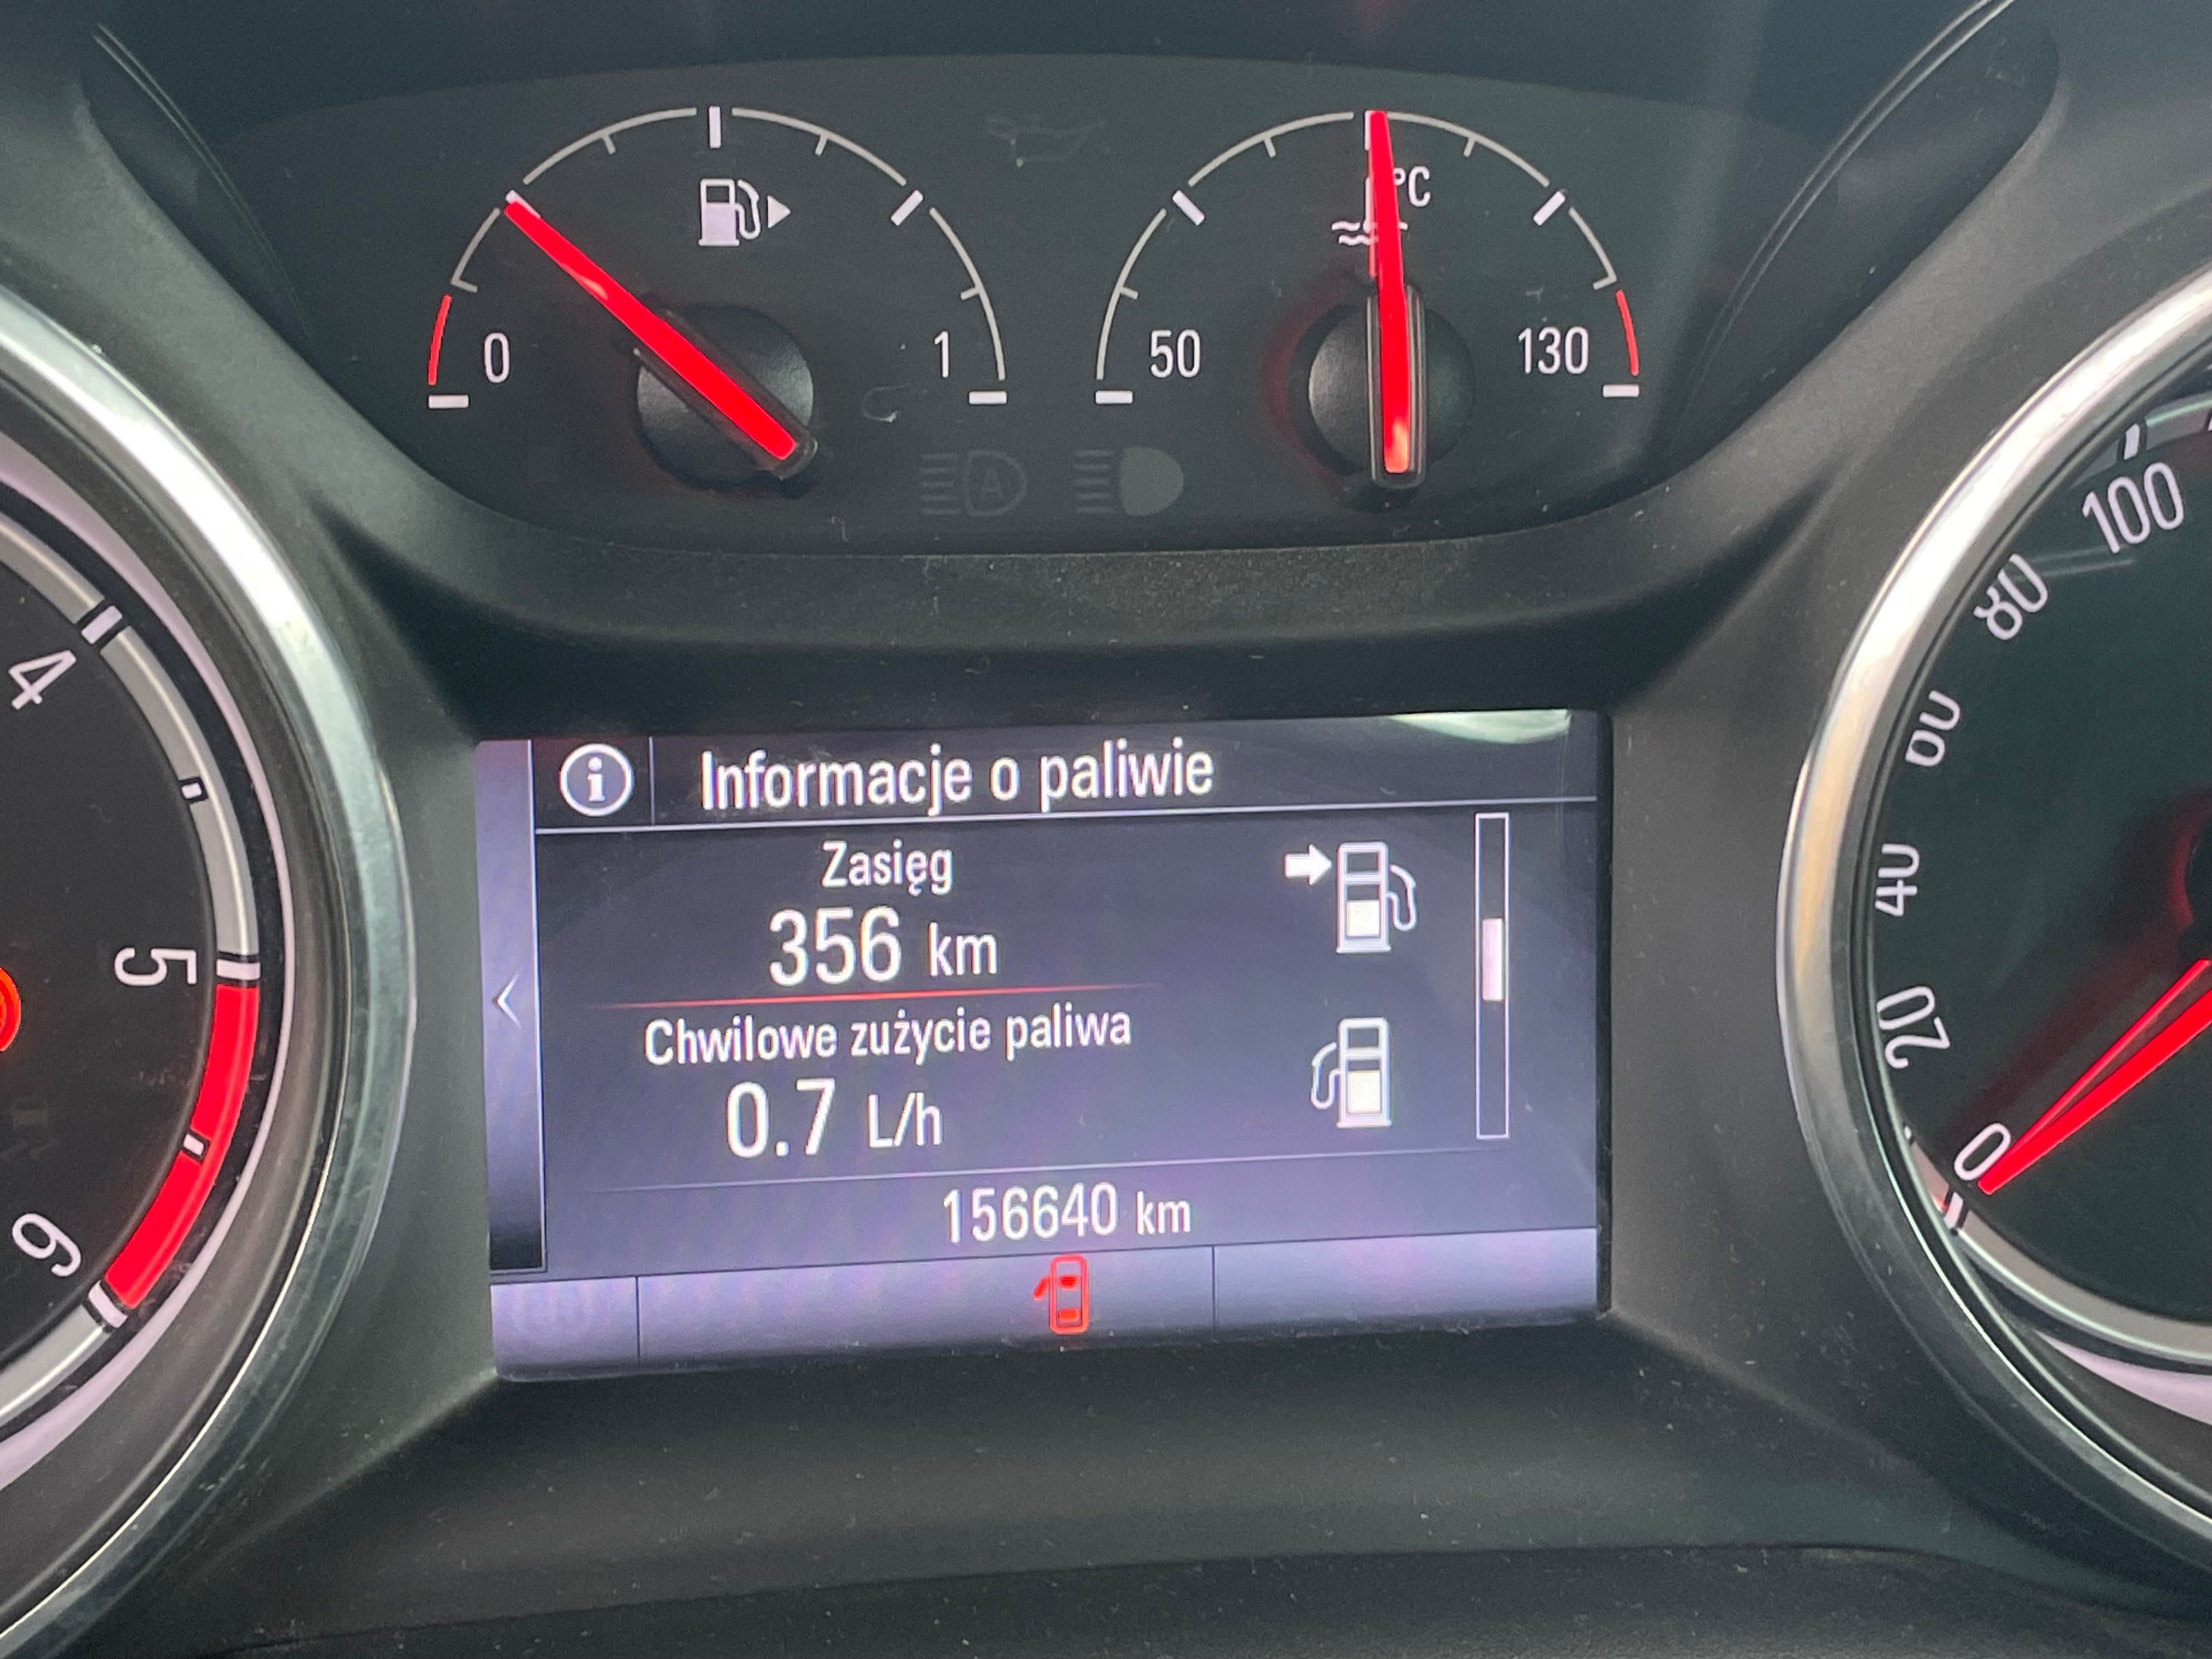 0
1
50
°C
130
4
5
6
Informacje o paliwie
Zasięg
356 km
Chwilowe zużycie paliwa
0.7 L/h
156640 km
100
80
60
40
20
0
A